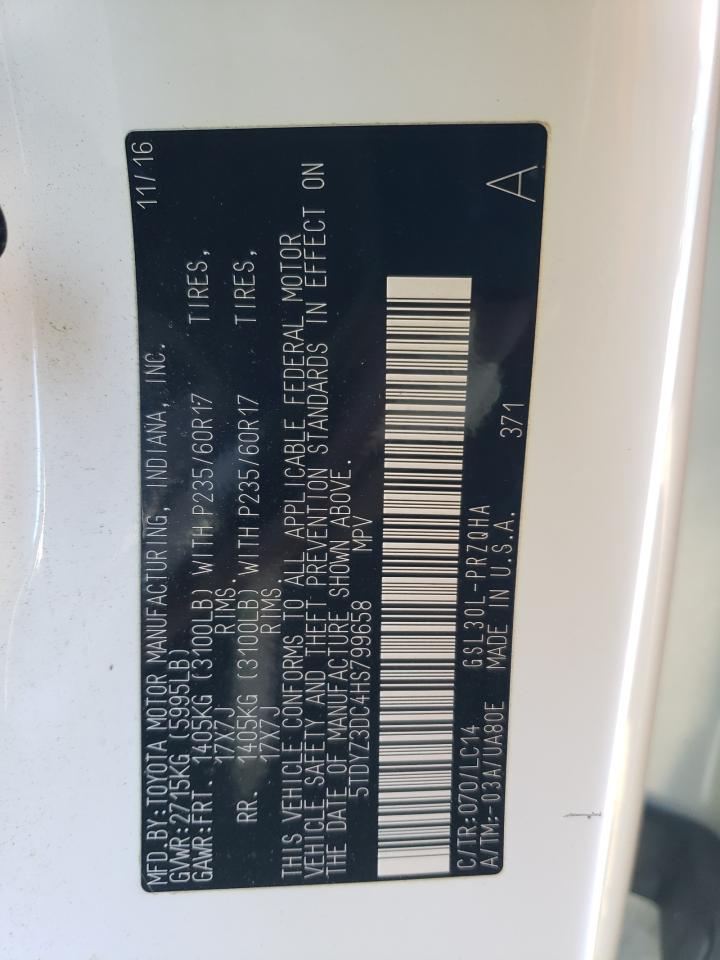 MFD.BY:TOYOTA MOTOR MANUFACTURING, INDIANA, INC. 11/16
GVWR:2715KG(5995LB)
GAWR:FRT. 1405KG (3100LB) WITH P235/60R17 TIRES,
17X7J RIMS.
RR. 1405KG (3100LB) WITH P235/60R17 TIRES,
17X7J RIMS.
THIS VEHICLE CONFORMS TO ALL APPLICABLE FEDERAL MOTOR
VEHICLE SAFETY AND THEFT PREVENTION STANDARDS IN EFFECT ON
THE DATE OF MANUFACTURE SHOWN ABOVE.
5TDYZ3DC4HS799658 MPV
C/TR:070/LC14 GSL30L-PRZQHA
A/TM:-03A/UA80E MADE IN U.S.A. 371 A